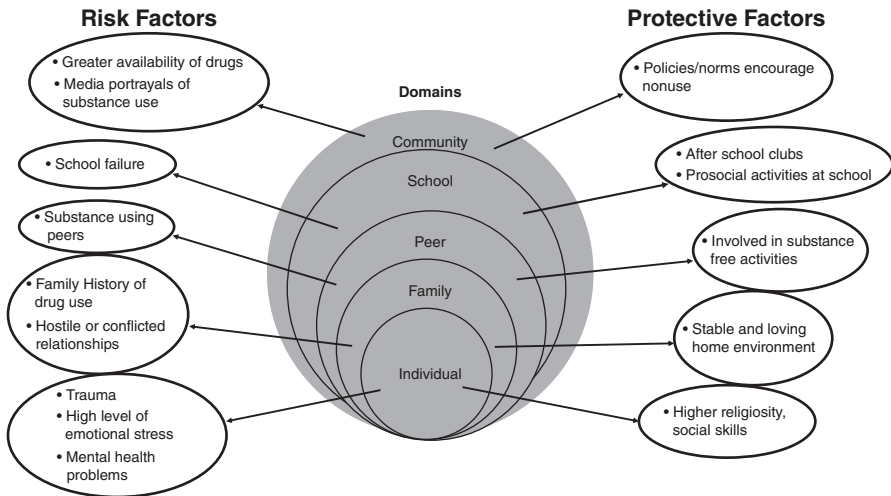 Risk Factors
• Greater availability of drugs
• Media portrayals of
substance use
• School failure
• Substance using
peers
• Family History of
drug use
• Hostile or conflicted
relationships
• Trauma
• High level of
emotional stress
• Mental health
problems
Domains
Community
School
Peer
Family
Individual
Protective Factors
• Policies/norms encourage
nonuse
• After school clubs
• Prosocial activities at school
• Involved in substance
free activities
• Stable and loving
home environment
• Higher religiosity,
social skills